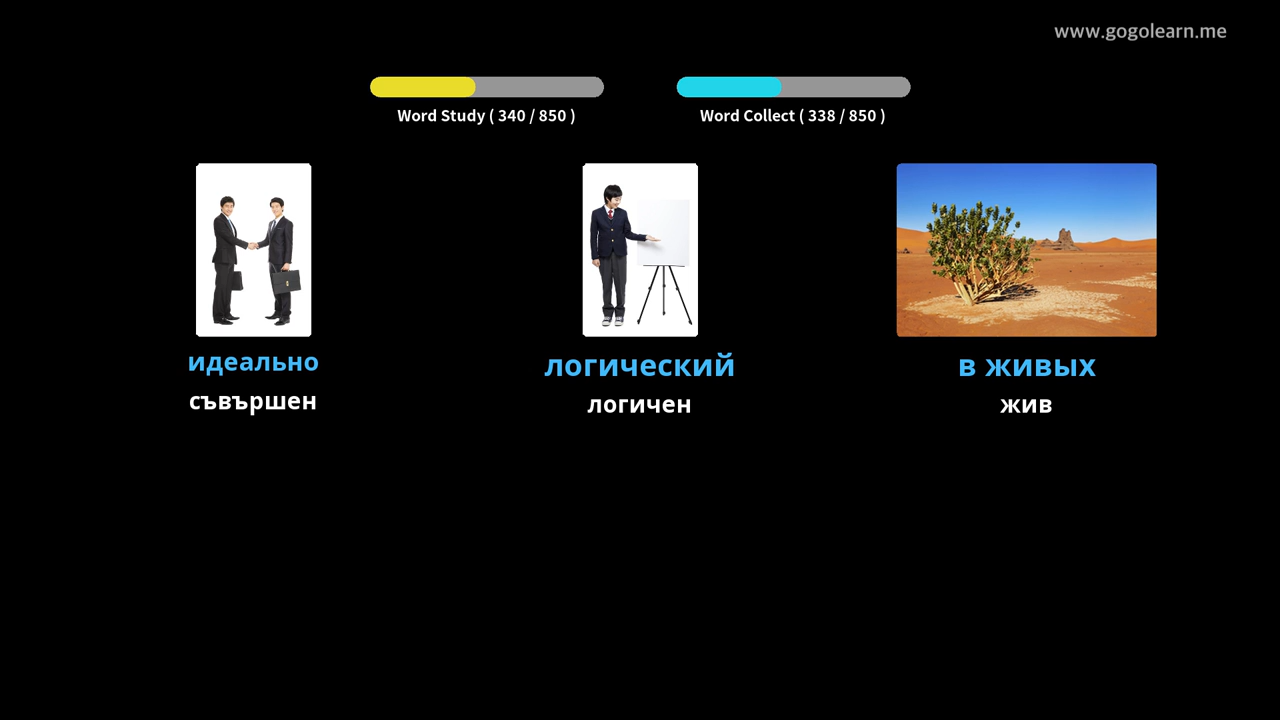 www.gogolearn.me
Word Study ( 340 / 850 )
Word Collect ( 338 / 850 )
идеально
съвършен
логический
логичен
в живых
жив